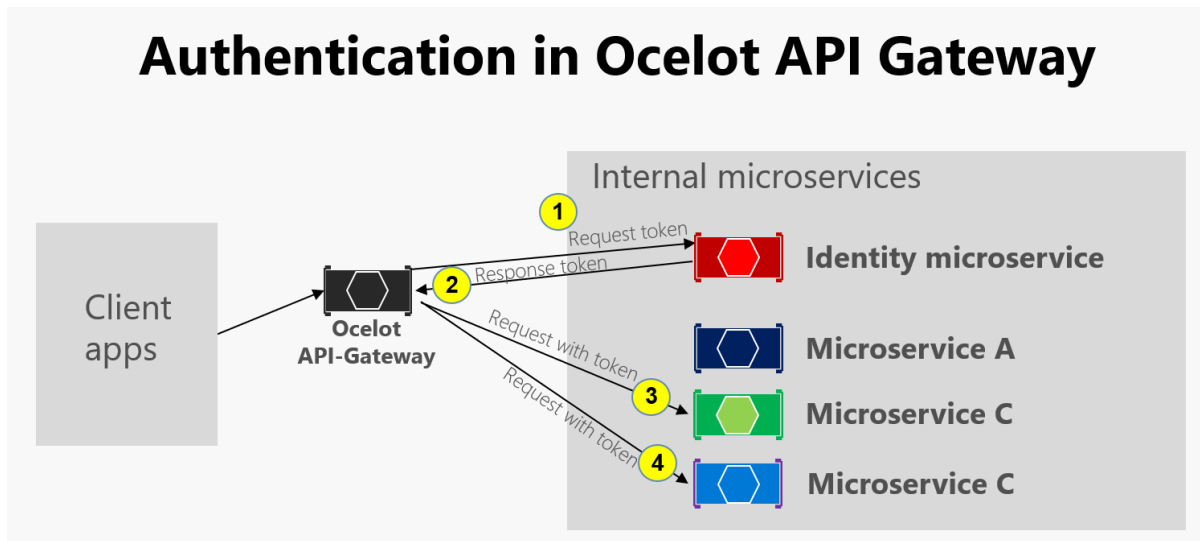 Authentication in Ocelot API Gateway
Internal microservices
1
Request token
Identity microservice
2
Response token
Client
apps
Ocelot
API-Gateway
Request with token
3
Request with token
4
Microservice A
Microservice C
Microservice C